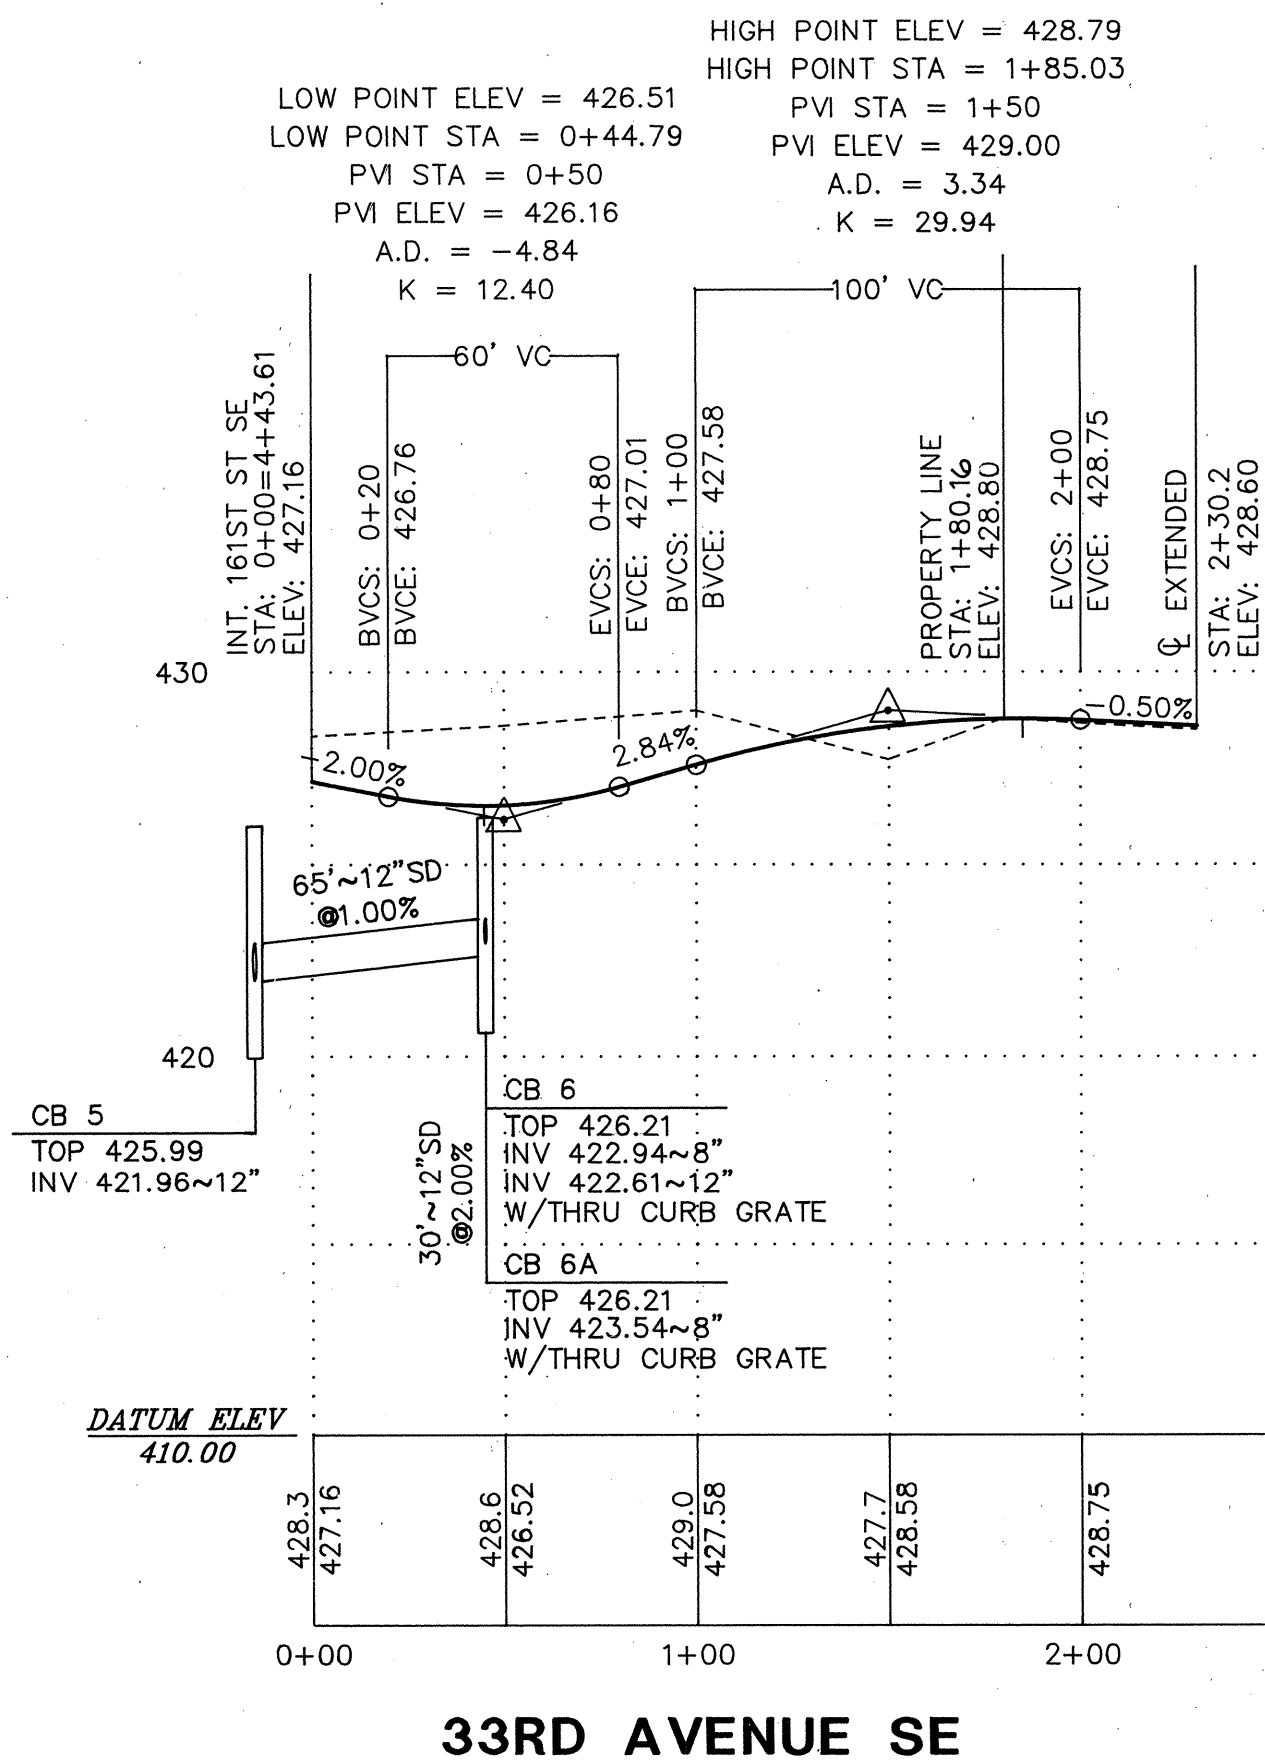 HIGH POINT ELEV = 428.79
HIGH POINT STA = 1+85.03
PVI STA = 1+50
PVI ELEV = 429.00
A.D. = 3.34
K = 29.94
LOW POINT ELEV = 426.51
LOW POINT STA = 0+44.79
PVI STA = 0+50
PVI ELEV = 426.16
A.D. = -4.84
K = 12.40
100' VC
60' VC
INT. 161ST ST SE
STA: 0+00=4+43.61
ELEV: 427.16
BVCS: 0+20
BVCE: 426.76
EVCS: 0+80
EVCE: 427.01
BVCS: 1+00
BVCE: 427.58
PROPERTY LINE
STA: 1+80.16
ELEV: 428.80
EVCS: 2+00
EVCE: 428.75
℄ EXTENDED
STA: 2+30.2
ELEV: 428.60
430
-2.00%
2.84%
-0.50%
65'~12"SD
@1.00%
420
CB 5
TOP 425.99
INV 421.96~12"
30'~12"SD
@2.00%
CB 6
TOP 426.21
INV 422.94~8"
INV 422.61~12"
W/THRU CURB GRATE
CB 6A
TOP 426.21
INV 423.54~8"
W/THRU CURB GRATE
DATUM ELEV
410.00
428.3
427.16
428.6
426.52
429.0
427.58
427.7
428.58
428.75
0+00 1+00 2+00
33RD AVENUE SE